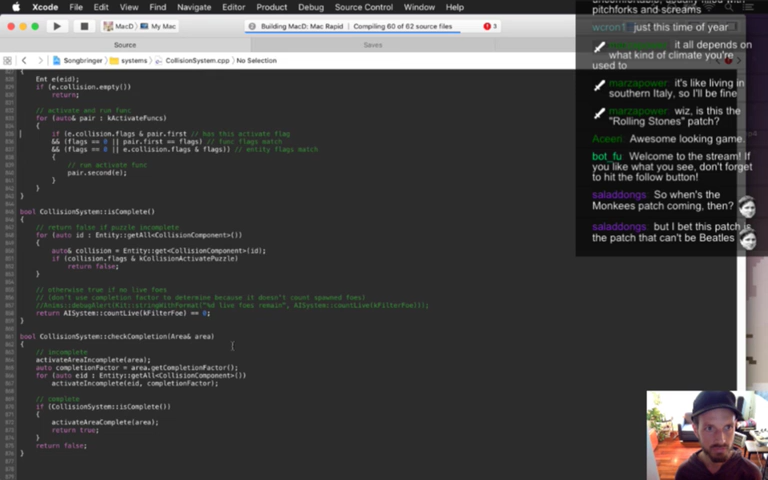 Xcode File Edit View Find Navigate Editor Product Debug Source Control Window Help
MacD My Mac
Building MacD: Mac Rapid Compiling 60 of 62 source files 3
Source Saves
Songbringer systems CollisionSystem.cpp No Selection
Ent e(eid);
if (e.collision.empty())
return;
// activate and run func
for (auto& pair : kActivateFuncs)
{
if (e.collision.flags & pair.first // has this activate flag
&& (flags == 0 || pair.first == flags) // func flags match
&& (flags == 0 || e.collision.flags & flags)) // entity flags match
{
// run activate func
pair.second(e);
}
}
}
bool CollisionSystem::isComplete()
{
// return false if puzzle incomplete
for (auto id : Entity::getAll<CollisionComponent>())
{
auto& collision = Entity::get<CollisionComponent>(id);
if (collision.flags & kCollisionActivatePuzzle)
return false;
}
// otherwise true if no live foes
// (don't use completion factor to determine because it doesn't count spawned foes)
return AISystem::countLive(kFilterFoe) == 0;
}
bool CollisionSystem::checkCompletion(Area& area)
{
// incomplete
activateAreaIncomplete(area);
auto completionFactor = area.getCompletionFactor();
for (auto eid : Entity::getAll<CollisionComponent>())
activateIncomplete(eid, completionFactor);
// complete
if (CollisionSystem::isComplete())
{
activateAreaComplete(area);
return true;
}
return false;
}
pitchforks and screams
just this time of year
it all depends on
what kind of climate you're
used to
marzapower: it's like living in
southern Italy, so I'll be fine
marzapower: wiz, is this the
"Rolling Stones" patch?
Aceen: Awesome looking game.
bot_fu: Welcome to the stream! If
you like what you see, don't forget
to hit the follow button!
saladdongs: So when's the
Monkees patch coming, then?
saladdongs: but I bet this patch is
the patch that can't be Beatles